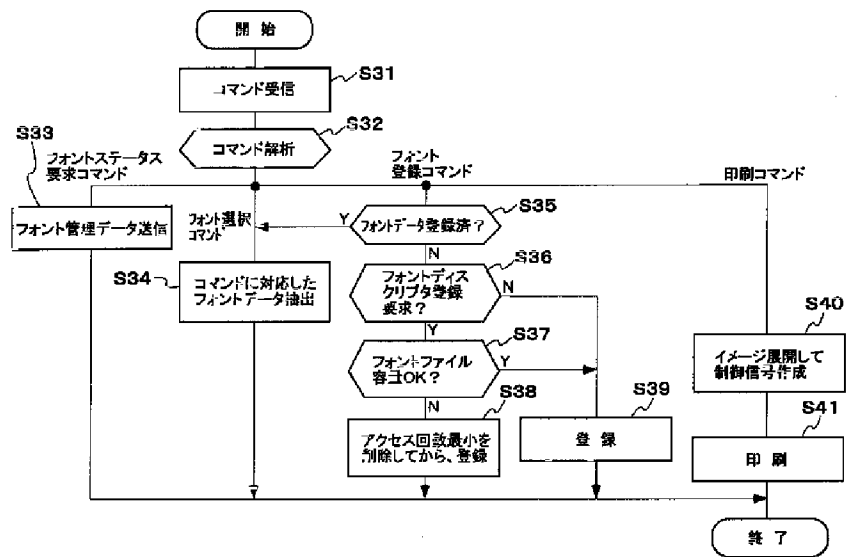 開始
S31
コマンド受信
S32
コマンド解析
S33
フォントステータス
要求コマンド
フォント
登録コマンド
印刷コマンド
フォント管理データ送信
フォント選択
コマンド
Y
S35
フォントデータ登録済？
N
S34
コマンドに対応した
フォントデータ抽出
S36
フォントディス
クリプタ登録
要求？
N
Y
S37
フォントファイル
容量OK？
Y
N
S38
アクセス回数最小を
削除してから、登録
S39
登録
S40
イメージ展開して
制御信号作成
S41
印刷
終了